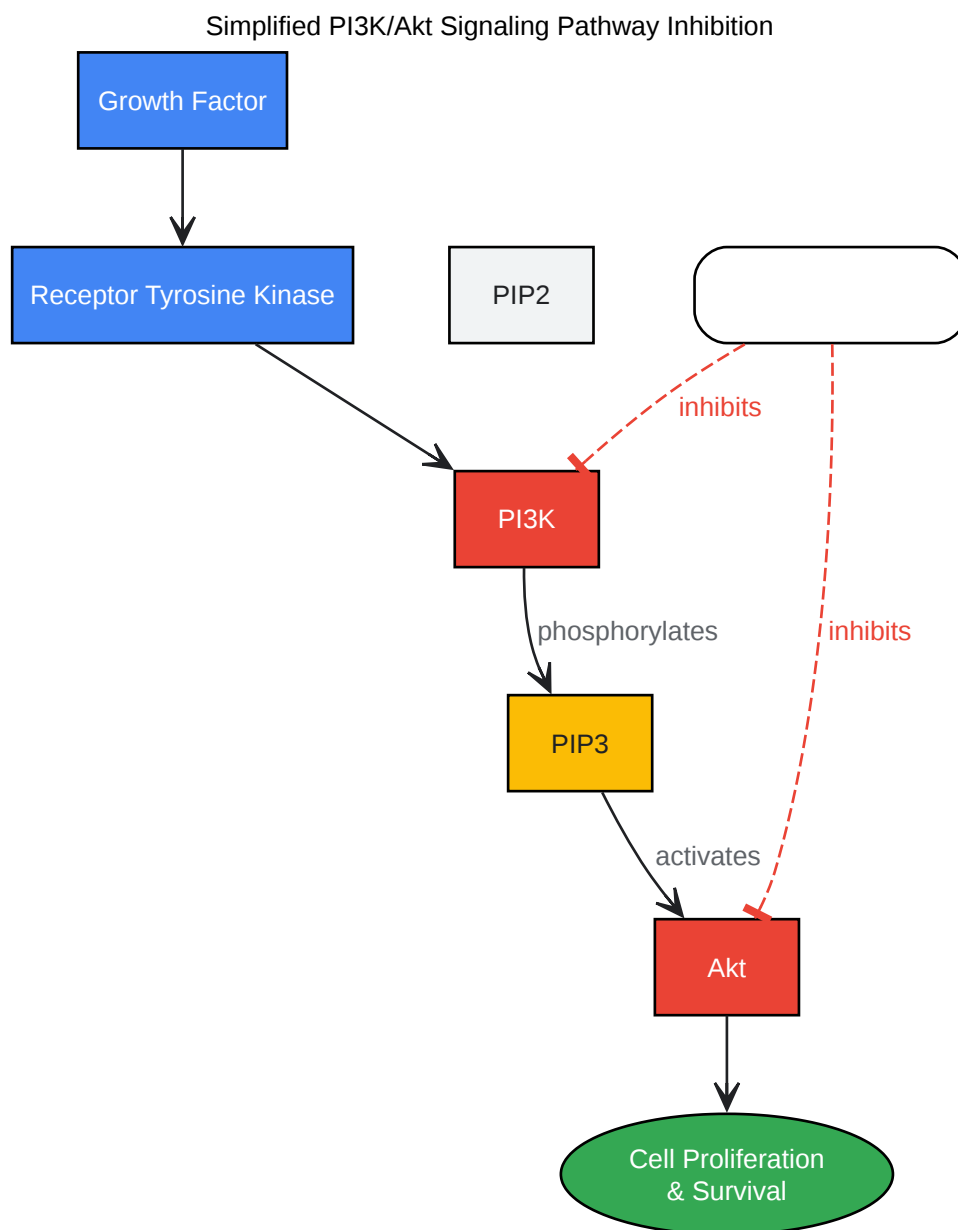 Simplified PI3K/Akt Signaling Pathway Inhibition
Growth Factor
Receptor Tyrosine Kinase
PIP2
inhibits
PI3K
phosphorylates
inhibits
PIP3
activates
Akt
Cell Proliferation
& Survival